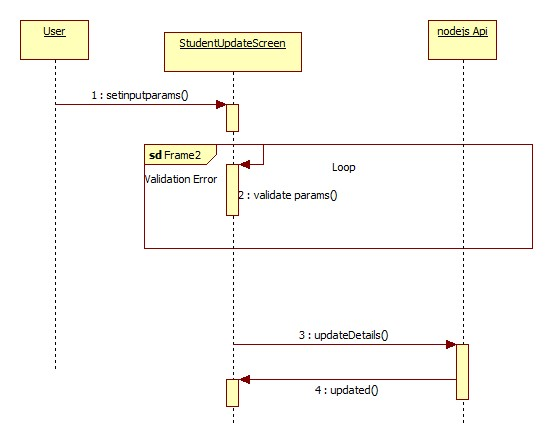 User
StudentUpdateScreen
nodejs Api
1 : setinputparams()
sd Frame2
Loop
Validation Error
2 : validate params()
3 : updateDetails()
4 : updated()